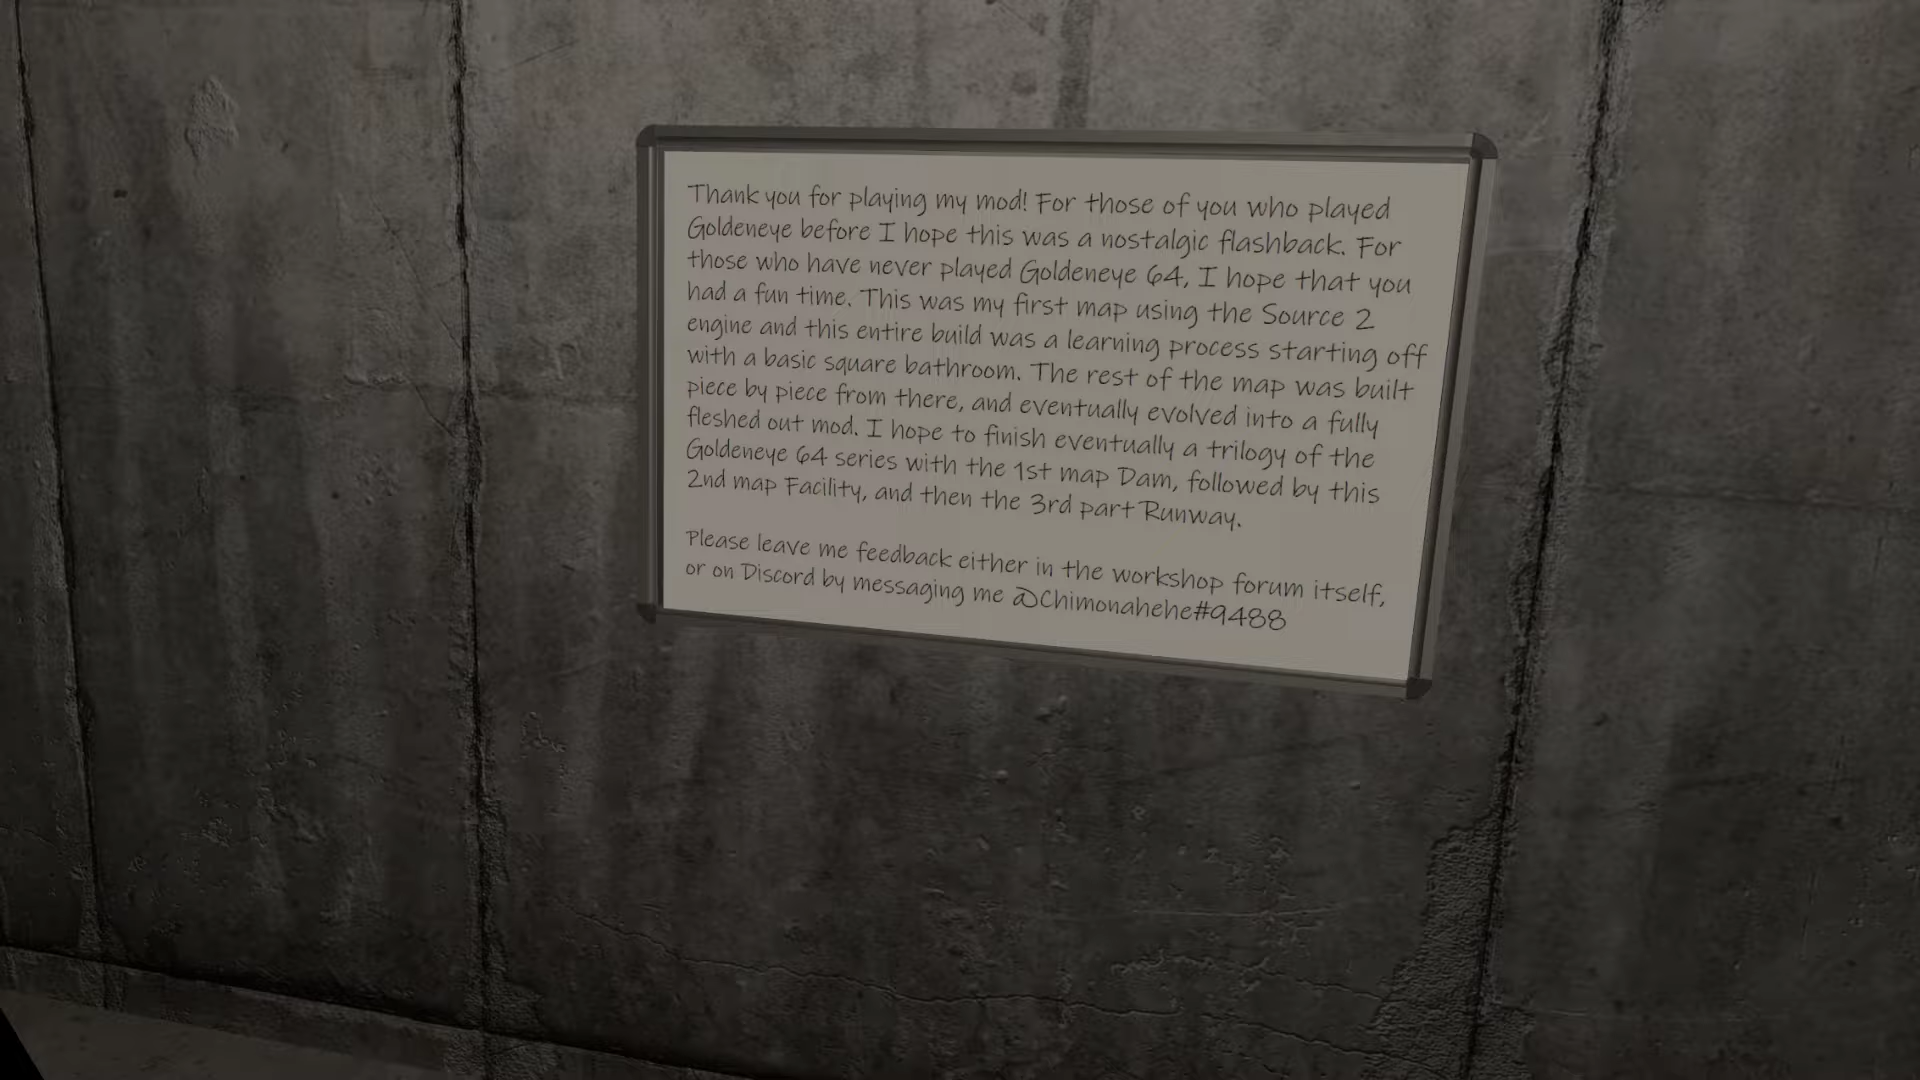 Thank you for playing my mod! For those of you who played
Goldeneye before I hope this was a nostalgic flashback. For
those who have never played Goldeneye 64, I hope that you
had a fun time. This was my first map using the Source 2
engine and this entire build was a learning process starting off
with a basic square bathroom. The rest of the map was built
piece by piece from there, and eventually evolved into a fully
fleshed out mod. I hope to finish eventually a trilogy of the
Goldeneye 64 series with the 1st map Dam, followed by this
2nd map Facility, and then the 3rd part Runway.
Please leave me feedback either in the workshop forum itself,
or on Discord by messaging me @Chimonahehe#9488